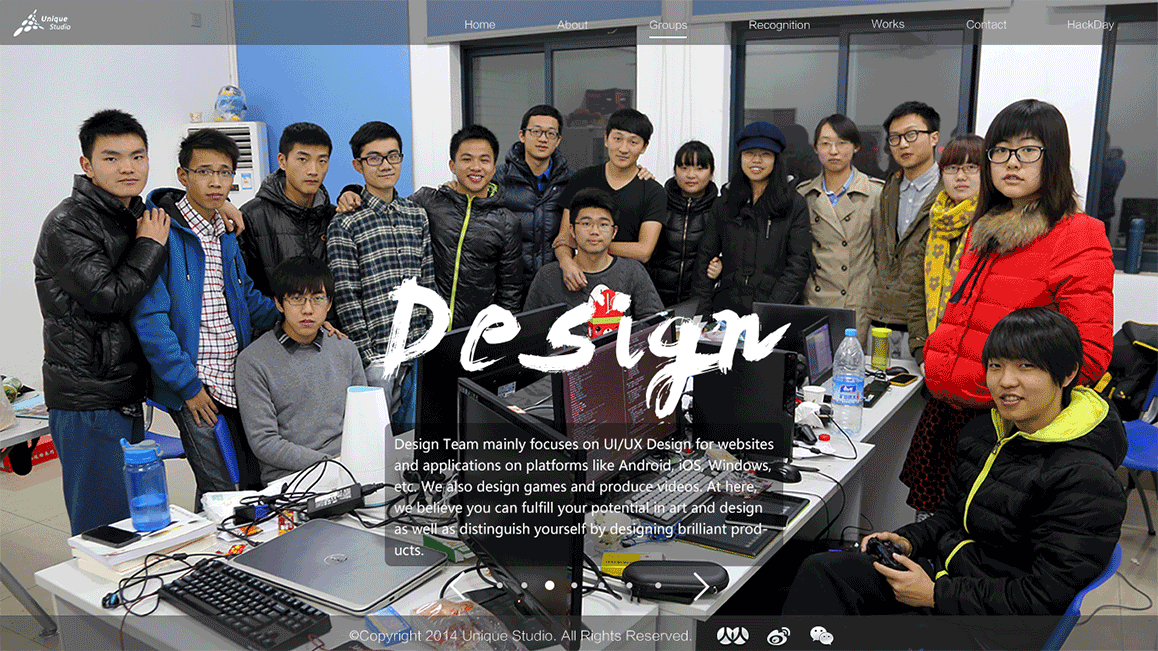 Unique
Studio
Home About Groups Recognition Works Contact HackDay
Design
Design Team mainly focuses on UI/UX Design for websites
and applications on platforms like Android, iOS, Windows,
etc. We also design games and produce videos. At here,
we believe you can fulfill your potential in art and design
as well as distinguish yourself by designing brilliant prod-
ucts.
©Copyright 2014 Unique Studio. All Rights Reserved.